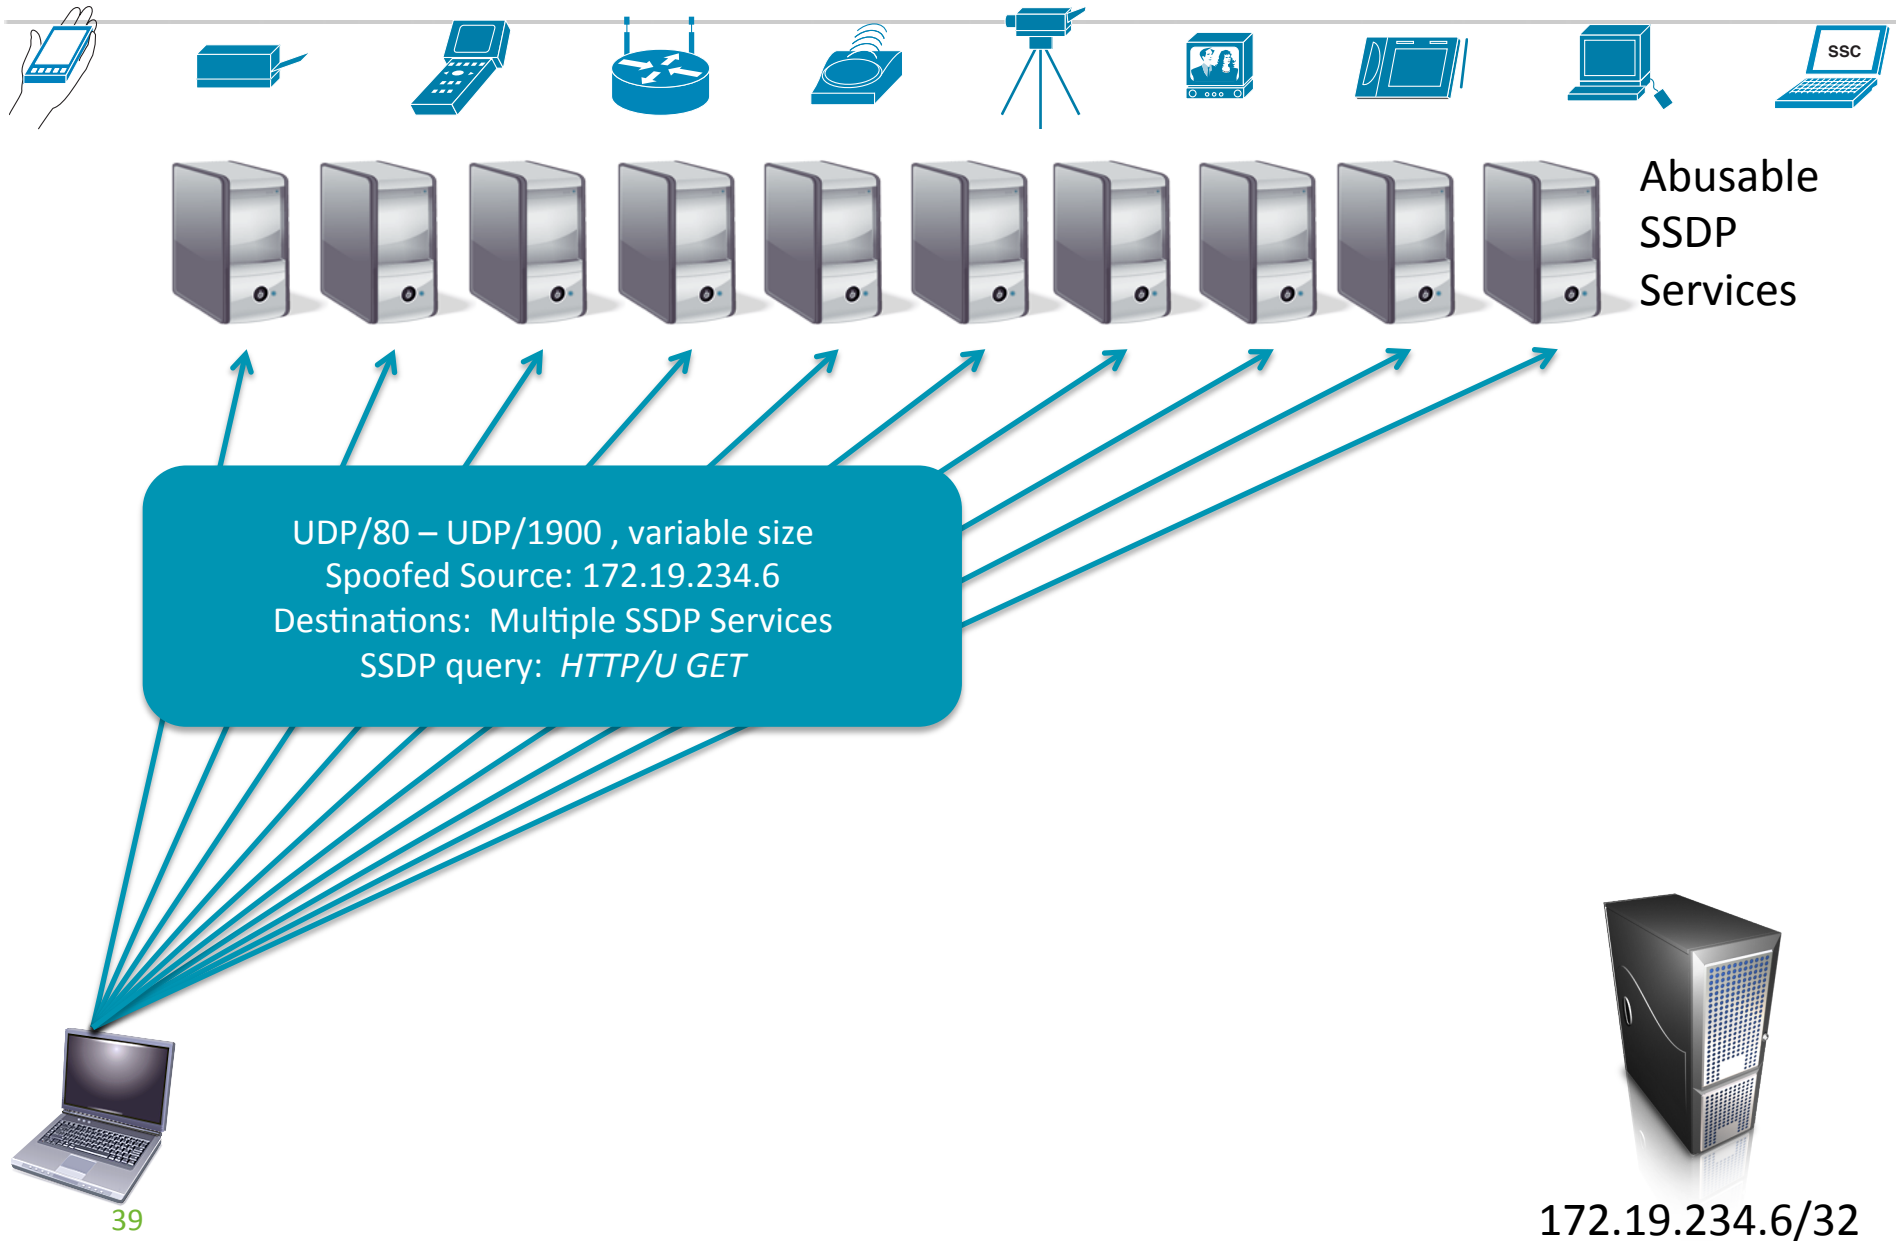 SSC
Abusable
SSDP
Services
UDP/80 – UDP/1900 , variable size
Spoofed Source: 172.19.234.6
Destinations:  Multiple SSDP Services
SSDP query:  HTTP/U GET
39
172.19.234.6/32